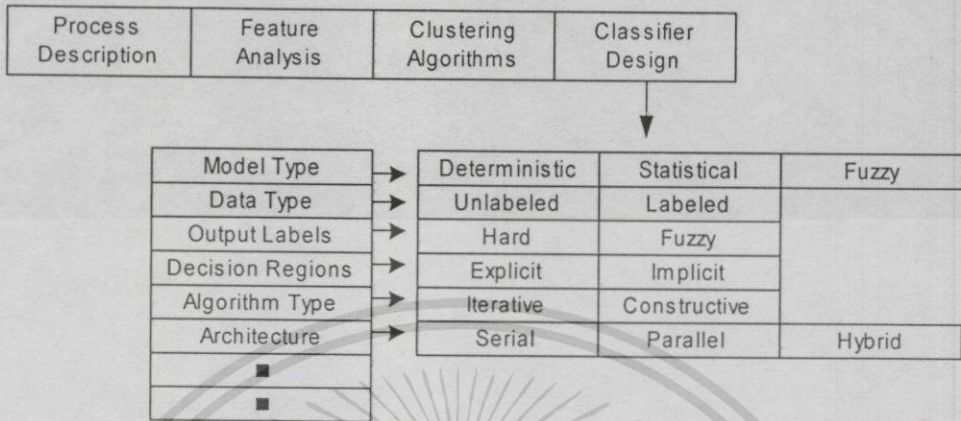 Process Description
Feature Analysis
Clustering Algorithms
Classifier Design
Model Type Deterministic Statistical Fuzzy
Data Type Unlabeled Labeled
Output Labels Hard Fuzzy
Decision Regions Explicit Implicit
Algorithm Type Iterative Constructive
Architecture Serial Parallel Hybrid